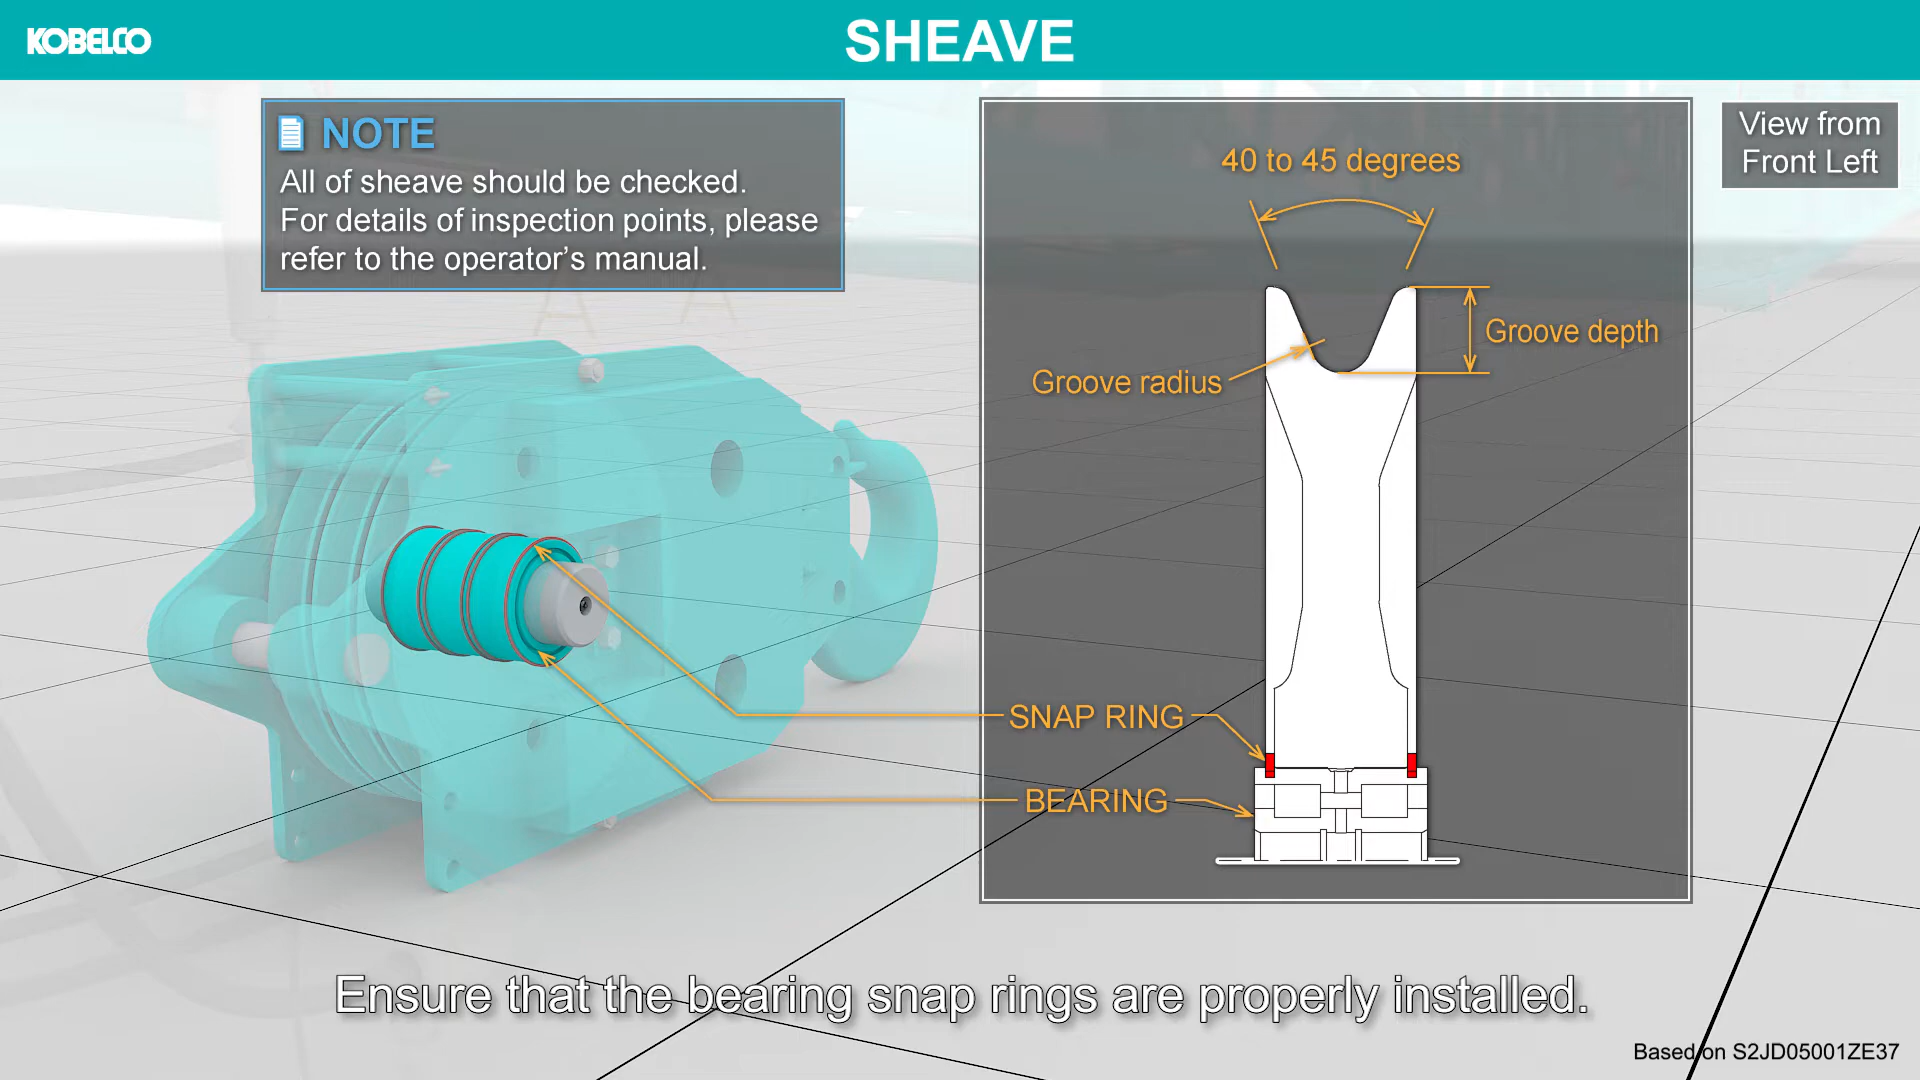 KOBELCO
SHEAVE
NOTE
All of sheave should be checked.
For details of inspection points, please
refer to the operator’s manual.
View from
Front Left
40 to 45 degrees
Groove depth
Groove radius
SNAP RING
BEARING
Ensure that the bearing snap rings are properly installed.
Based on S2JD05001ZE37